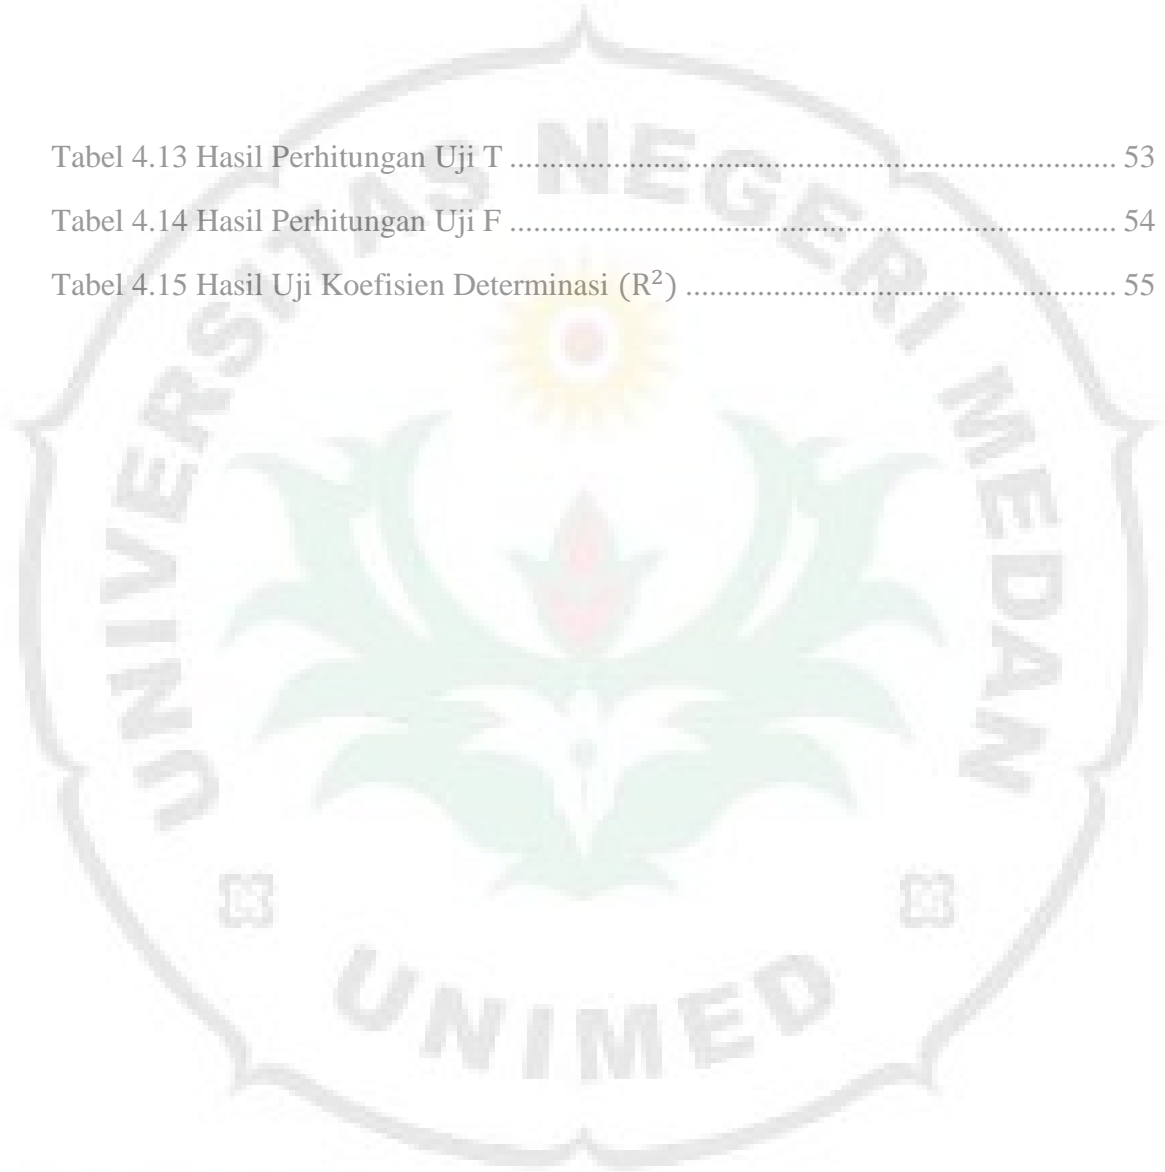 Tabel 4.13 Hasil Perhitungan Uji T ............................................................................ 53
Tabel 4.14 Hasil Perhitungan Uji F ............................................................................ 54
Tabel 4.15 Hasil Uji Koefisien Determinasi (R²) ...................................................... 55
UNIVERSITAS NEGERI MEDAN
UNIMED